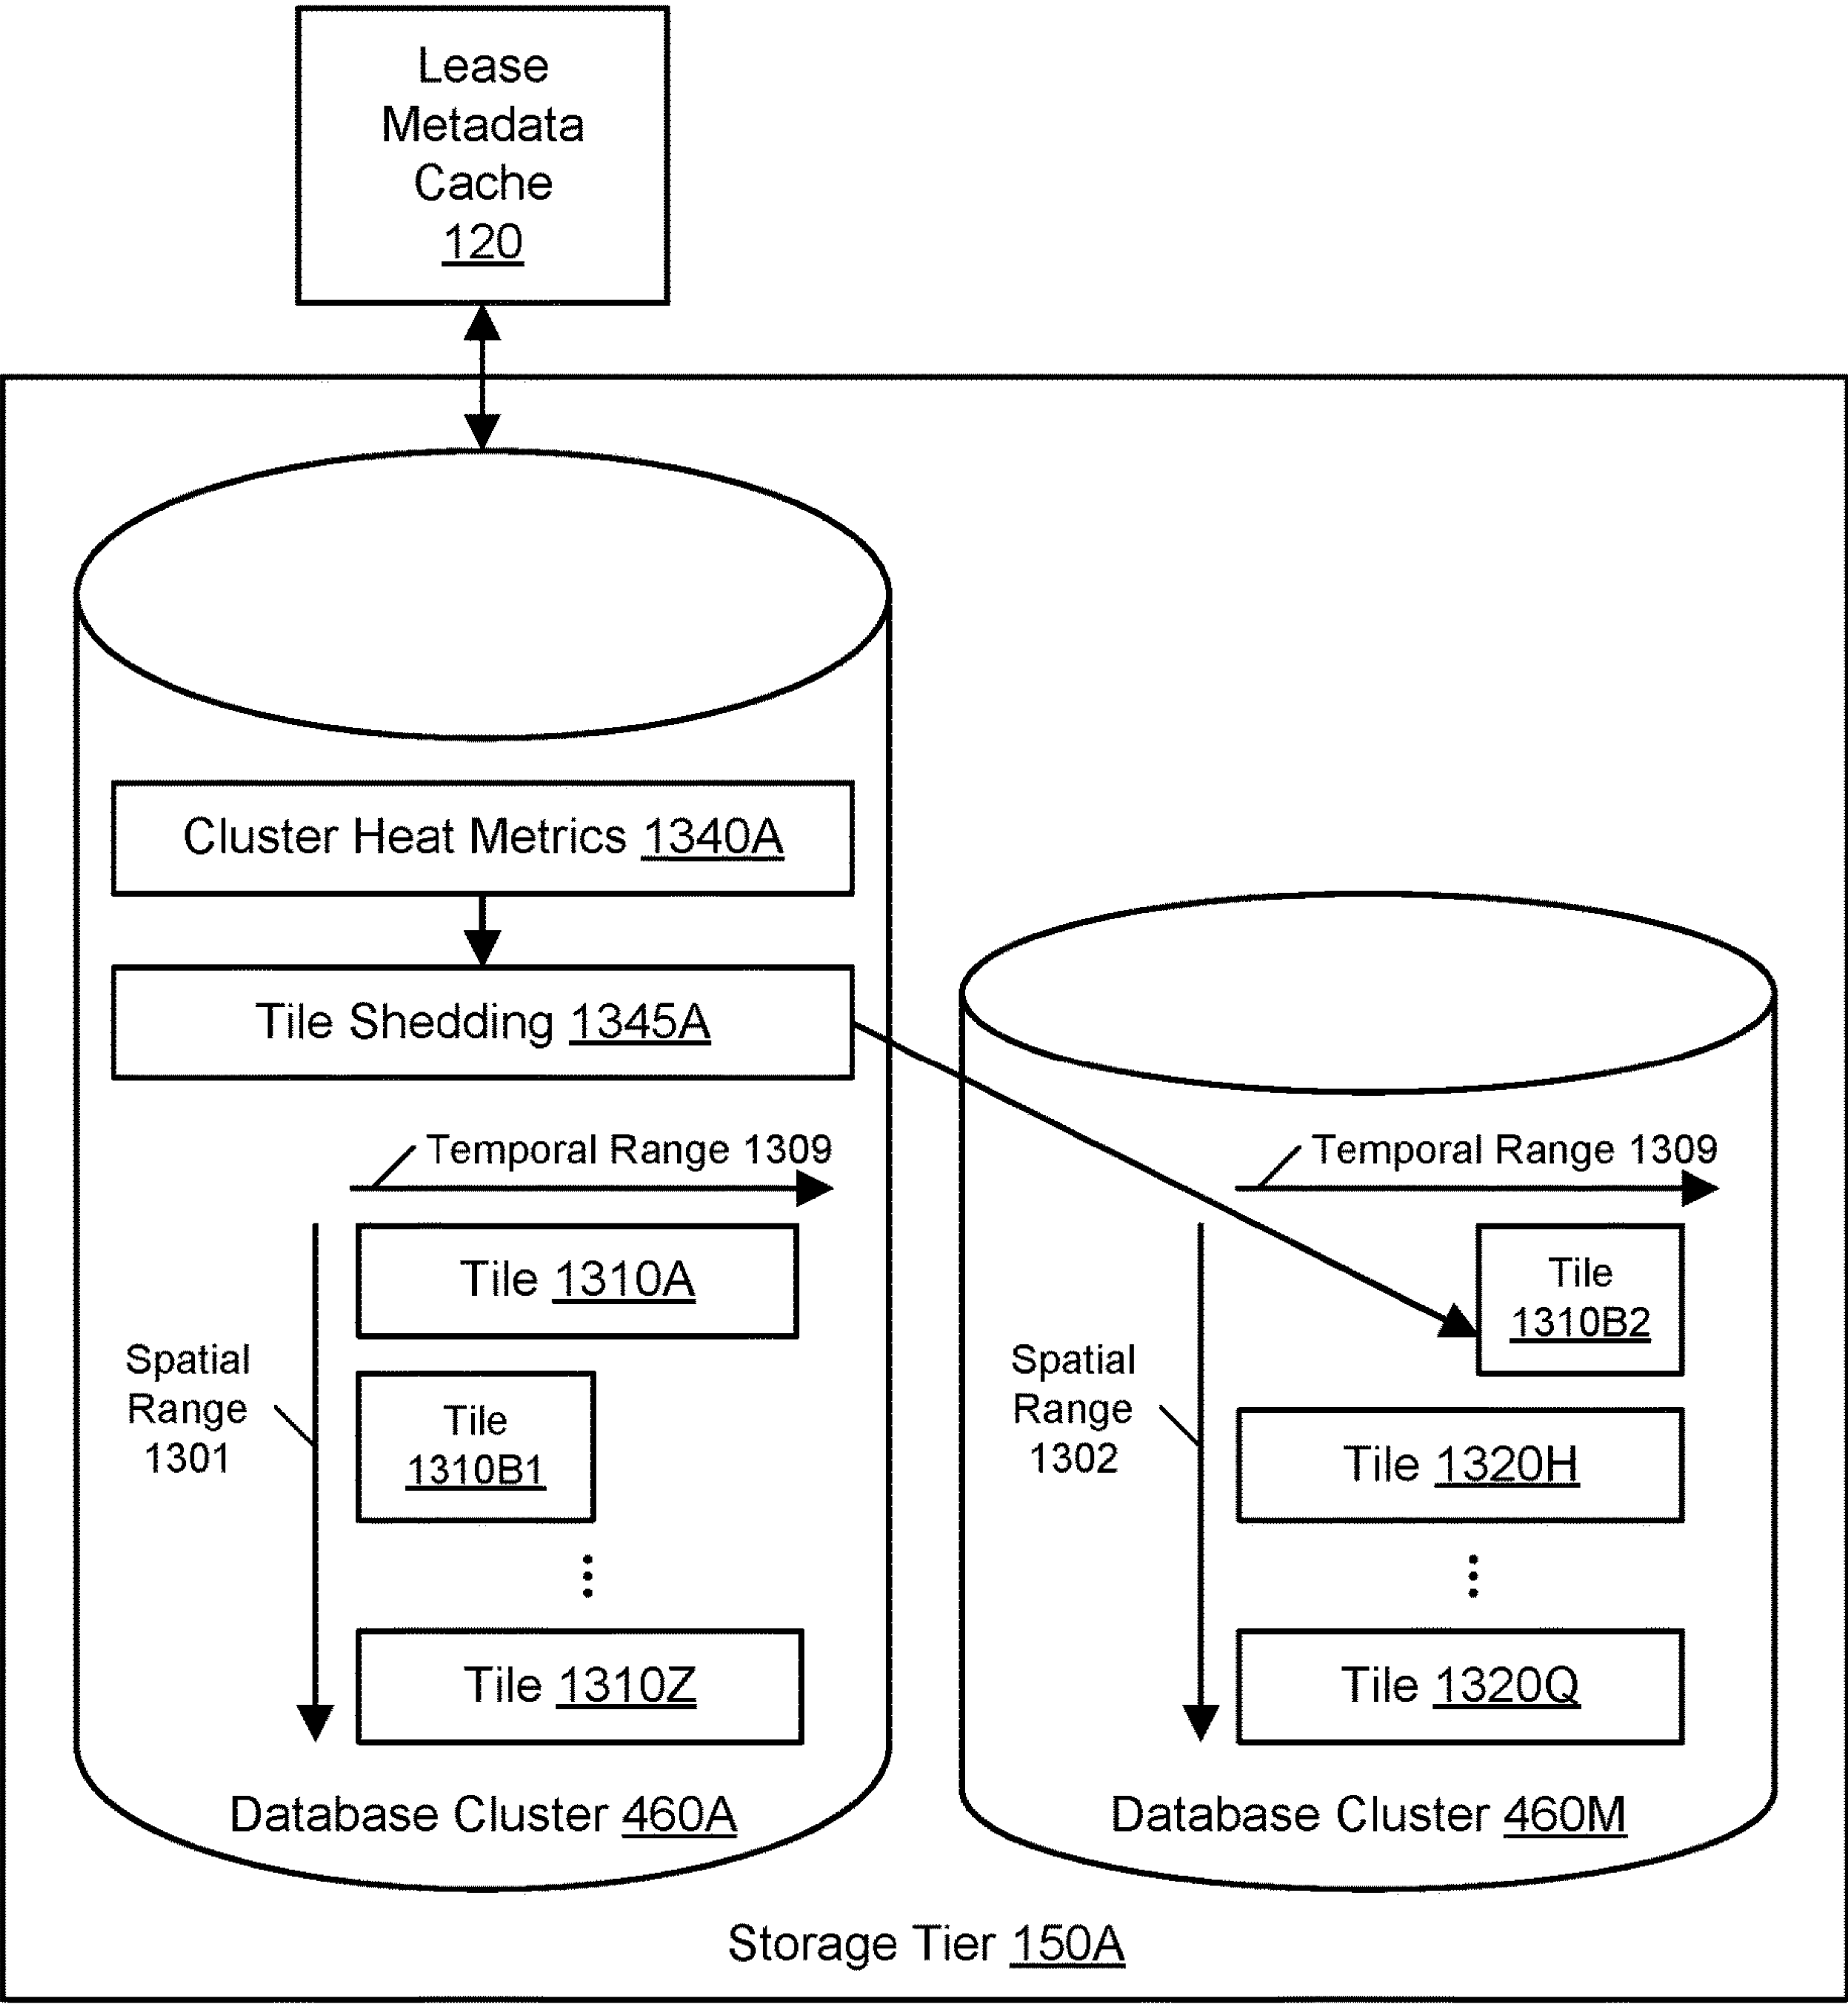 Lease
Metadata
Cache
120
Cluster Heat Metrics 1340A
Tile Shedding 1345A
Temporal Range 1309
Tile 1310A
Spatial
Range
1301
Tile
1310B1
Tile 1310Z
Database Cluster 460A
Temporal Range 1309
Tile
1310B2
Spatial
Range
1302
Tile 1320H
Tile 1320Q
Database Cluster 460M
Storage Tier 150A